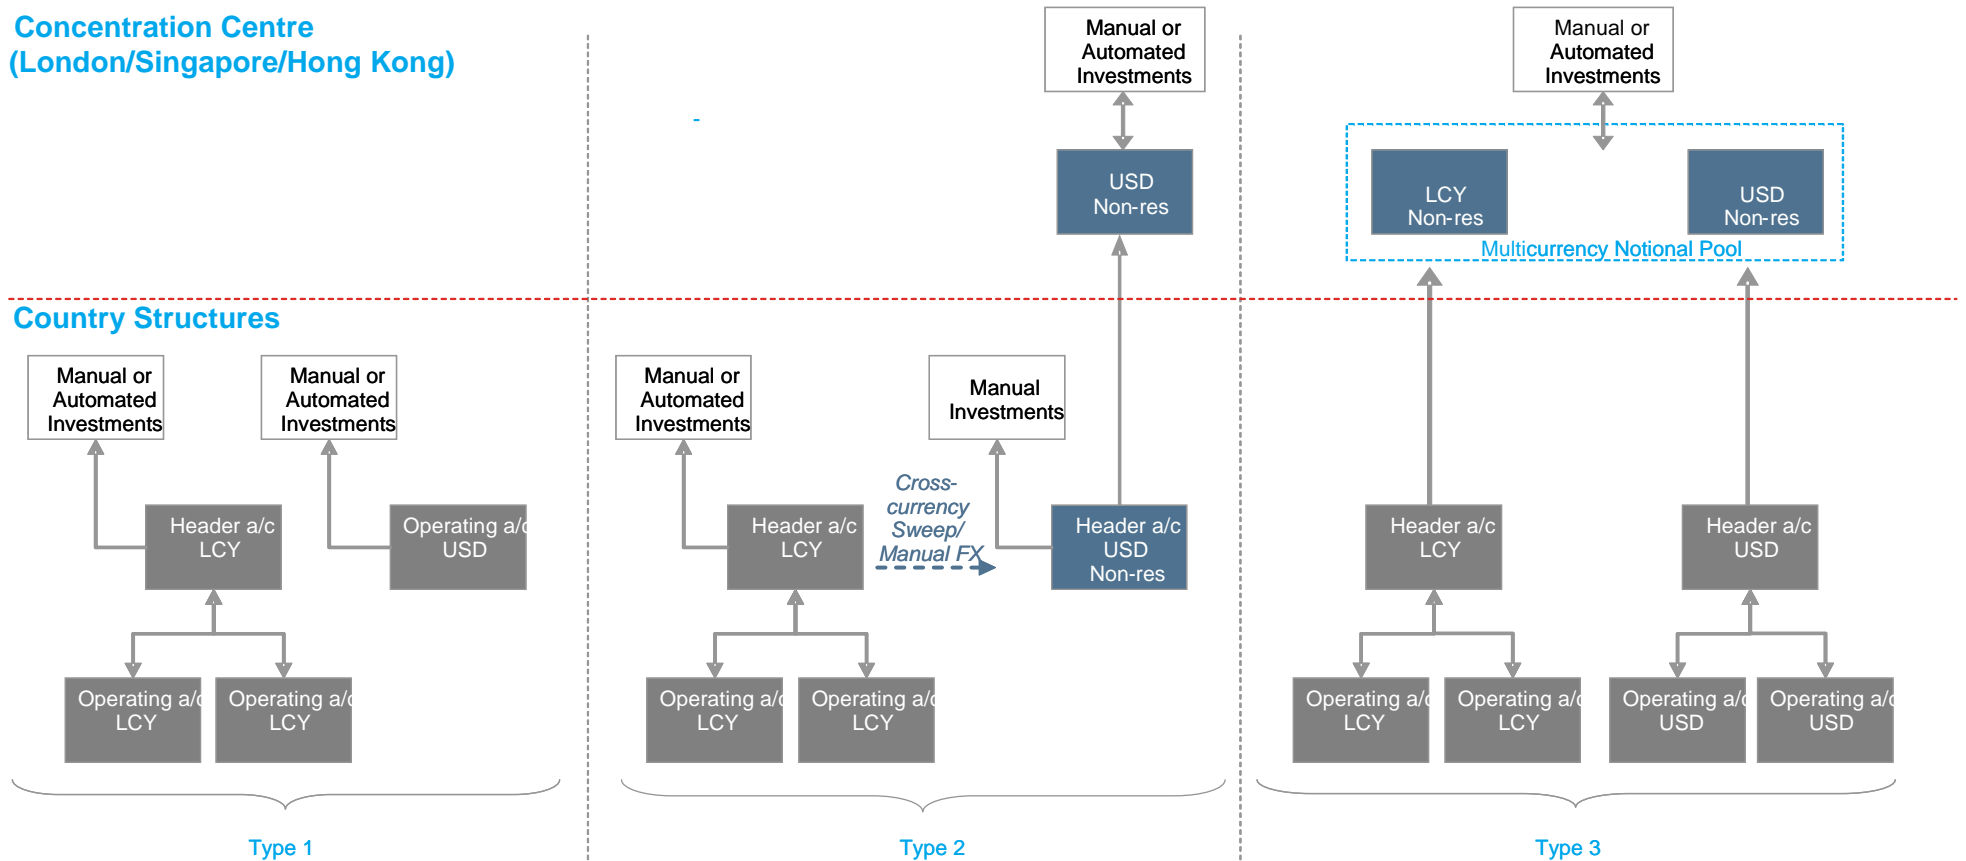 Concentration Centre
(London/Singapore/Hong Kong)
-
Manual or
Automated
Investments
USD
Non-res
Manual or
Automated
Investments
LCY
Non-res
USD
Non-res
Multicurrency Notional Pool
Country Structures
Manual or
Automated
Investments
Manual or
Automated
Investments
Header a/c
LCY
Operating a/c
USD
Operating a/c
LCY
Operating a/c
LCY
Type 1
Manual or
Automated
Investments
Manual
Investments
Cross-
currency
Sweep/
Manual FX
Header a/c
LCY
Header a/c
USD
Non-res
Operating a/c
LCY
Operating a/c
LCY
Type 2
Header a/c
LCY
Header a/c
USD
Operating a/c
LCY
Operating a/c
LCY
Operating a/c
USD
Operating a/c
USD
Type 3